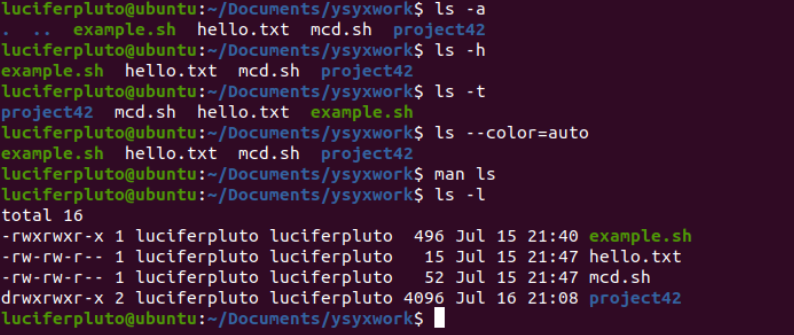 luciferpluto@ubuntu:~/Documents/ysyxwork$ ls -a
.  ..  example.sh  hello.txt  mcd.sh  project42
luciferpluto@ubuntu:~/Documents/ysyxwork$ ls -h
example.sh  hello.txt  mcd.sh  project42
luciferpluto@ubuntu:~/Documents/ysyxwork$ ls -t
project42  mcd.sh  hello.txt  example.sh
luciferpluto@ubuntu:~/Documents/ysyxwork$ ls --color=auto
example.sh  hello.txt  mcd.sh  project42
luciferpluto@ubuntu:~/Documents/ysyxwork$ man ls
luciferpluto@ubuntu:~/Documents/ysyxwork$ ls -l
total 16
-rwxrwxr-x 1 luciferpluto luciferpluto  496 Jul 15 21:40 example.sh
-rw-rw-r-- 1 luciferpluto luciferpluto   15 Jul 15 21:47 hello.txt
-rw-rw-r-- 1 luciferpluto luciferpluto   52 Jul 15 21:47 mcd.sh
drwxrwxr-x 2 luciferpluto luciferpluto 4096 Jul 16 21:08 project42
luciferpluto@ubuntu:~/Documents/ysyxwork$